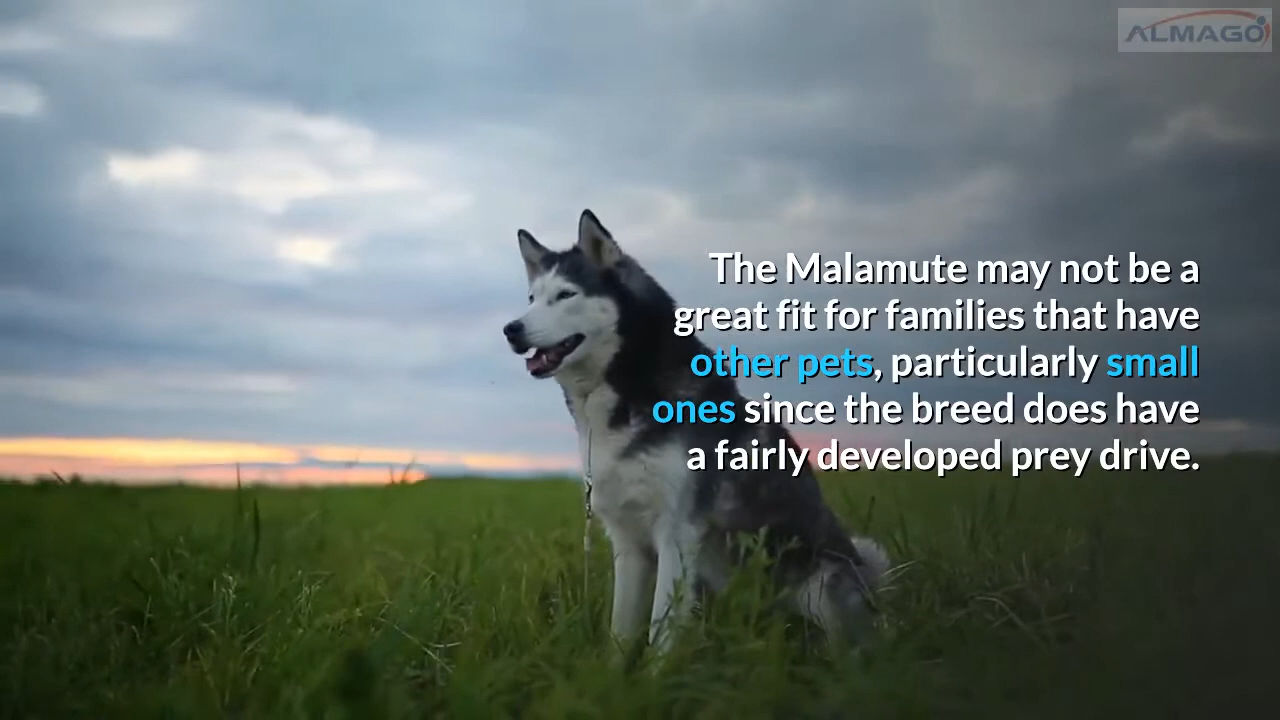 ALMAGO
The Malamute may not be a
great fit for families that have
other pets, particularly small
ones since the breed does have
a fairly developed prey drive.